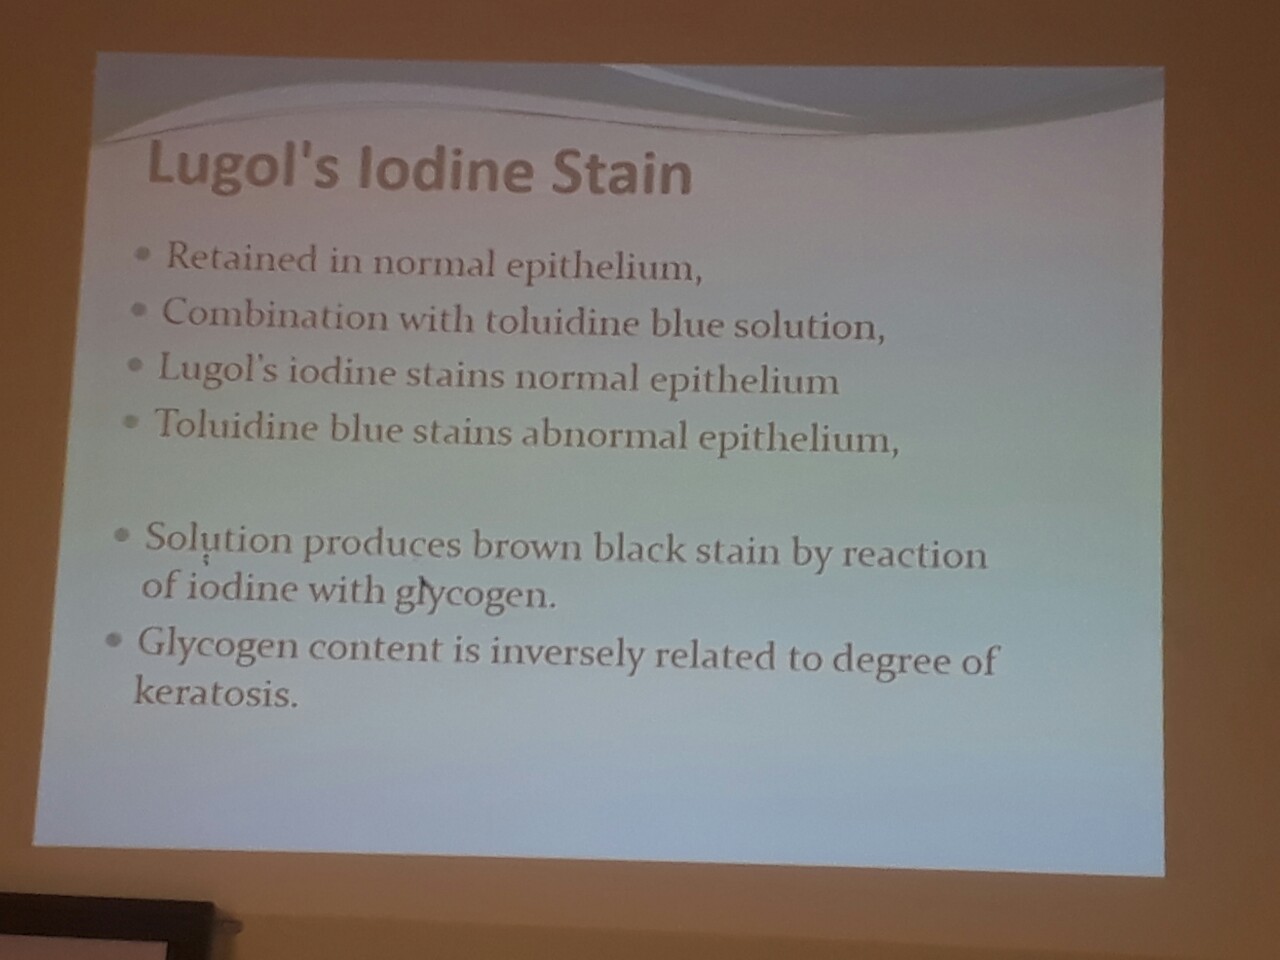 Lugol's Iodine Stain
• Retained in normal epithelium,
• Combination with toluidine blue solution,
• Lugol's iodine stains normal epithelium
• Toluidine blue stains abnormal epithelium,
• Solution produces brown black stain by reaction
of iodine with glycogen.
• Glycogen content is inversely related to degree of
keratosis.